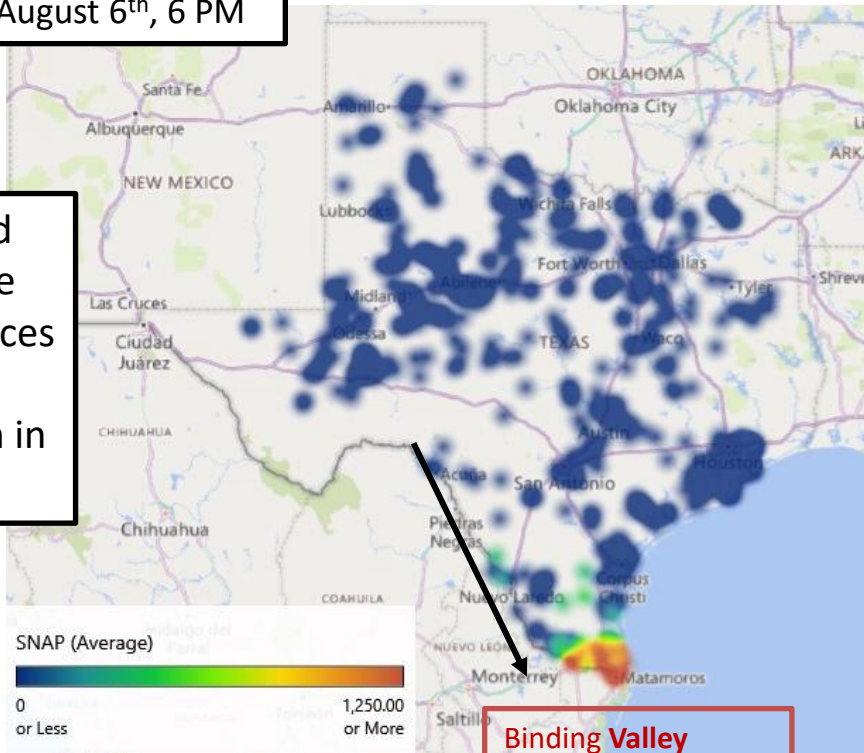 August 6th, 6 PM
Santa Fe
Albuquerque
NEW MEXICO
Las Cruces
Ciudad
Juárez
CHIHUAHUA
Chihuahua
OKLAHOMA
Oklahoma City
ARK
Amarillo
Lubbock
Wichita Falls
Fort Worth
Dallas
Abilene
Midland
Odessa
Tyler
Shreve
TEXAS
Waco
Austin
Houston
San Antonio
Acuña
Piedras
Negras
COAHUILA
Nuevo Laredo
Corpus
Christi
NUEVO LEÓN
Monterrey
Matamoros
Saltillo
ces
in
SNAP (Average)
0
or Less
1,250.00
or More
Binding Valley